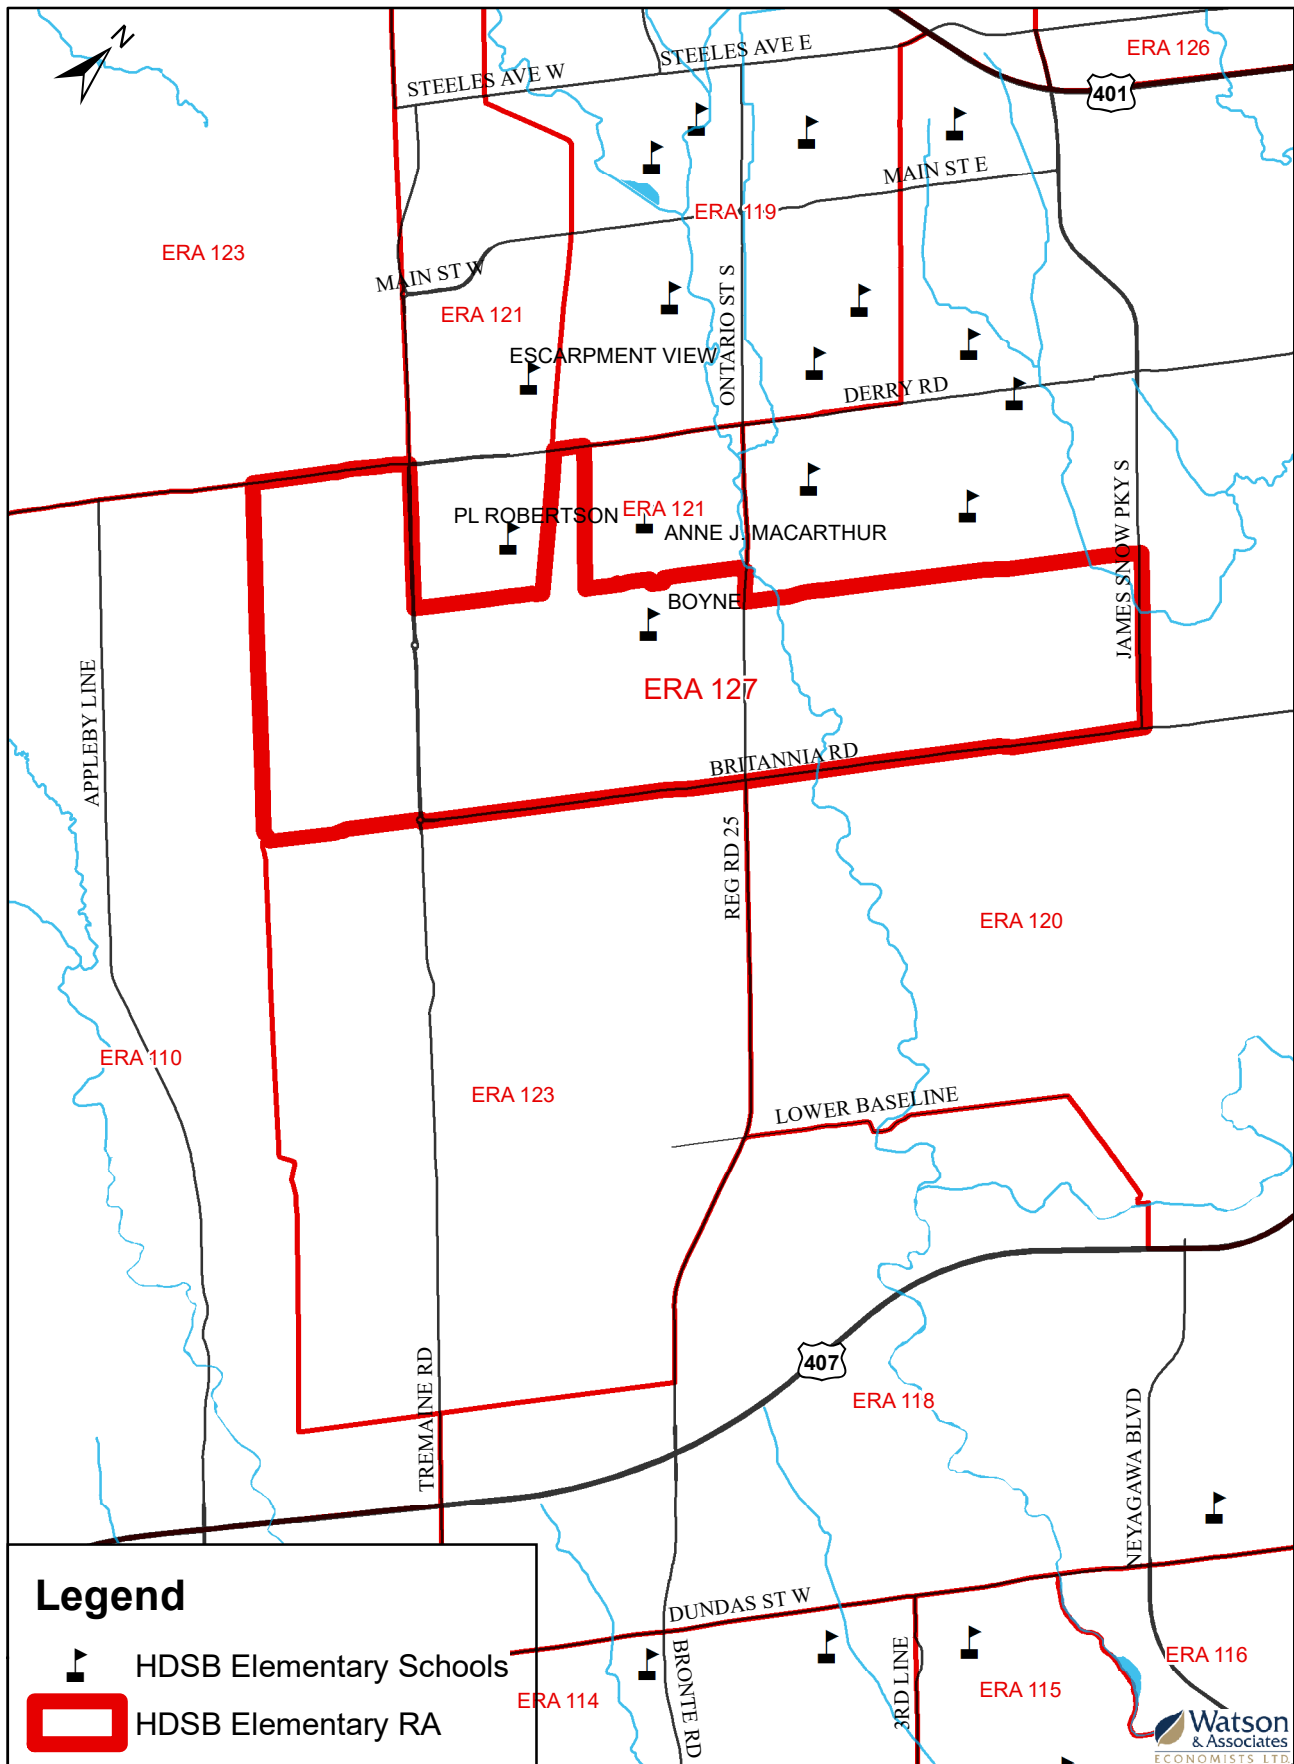 N
STEELES AVE E
ERA 126
STEELES AVE W
401
MAIN ST E
ERA 119
ERA 123
MAIN ST W
ERA 121
ONTARIO ST S
ESCARPMENT VIEW
DERRY RD
JAMES SNOW PKY S
PL ROBERTSON
ERA 121
ANNE J. MACARTHUR
BOYNE
APPLEBY LINE
ERA 127
BRITANNIA RD
REG RD 25
ERA 120
ERA 110
ERA 123
LOWER BASELINE
407
TREMAINE RD
ERA 118
NEYAGAWA BLVD
Legend
HDSB Elementary Schools
HDSB Elementary RA
DUNDAS ST W
BRONTE RD
3RD LINE
ERA 114
ERA 115
ERA 116
Watson
& Associates
ECONOMISTS LTD.